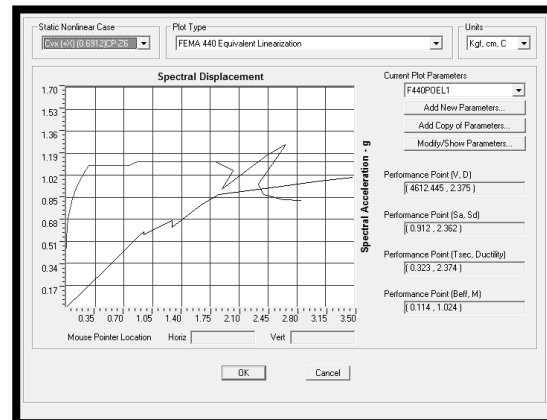 Static Nonlinear Case
Plot Type
FEMA 440 Equivalent Linearization
Units
Kgf, cm, C
Spectral Displacement
1.70
1.53
1.36
1.19
1.02
0.85
0.68
0.51
0.34
0.17
0.35 0.70 1.05 1.40 1.75 2.10 2.45 2.80 3.15 3.50
Spectral Acceleration - g
Mouse Pointer Location Horiz Vert
Current Plot Parameters
F440POEL1
Add New Parameters...
Add Copy of Parameters...
Modify/Show Parameters...
Performance Point (V, D)
( 4612.445 , 2.375 )
Performance Point (Sa, Sd)
( 0.912 , 2.362 )
Performance Point (Tsec, Ductility)
( 0.323 , 2.374 )
Performance Point (Beff, M)
( 0.114 , 1.024 )
OK
Cancel